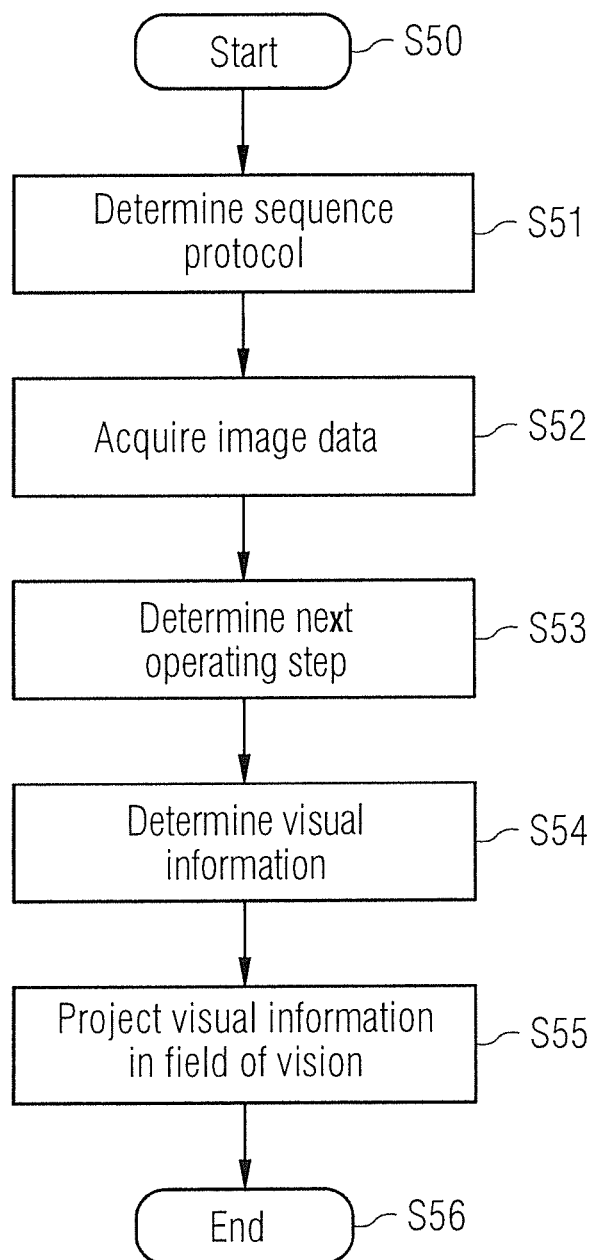 Start
S50
Determine sequence
protocol
S51
Acquire image data
S52
Determine next
operating step
S53
Determine visual
information
S54
Project visual information
in field of vision
S55
End
S56